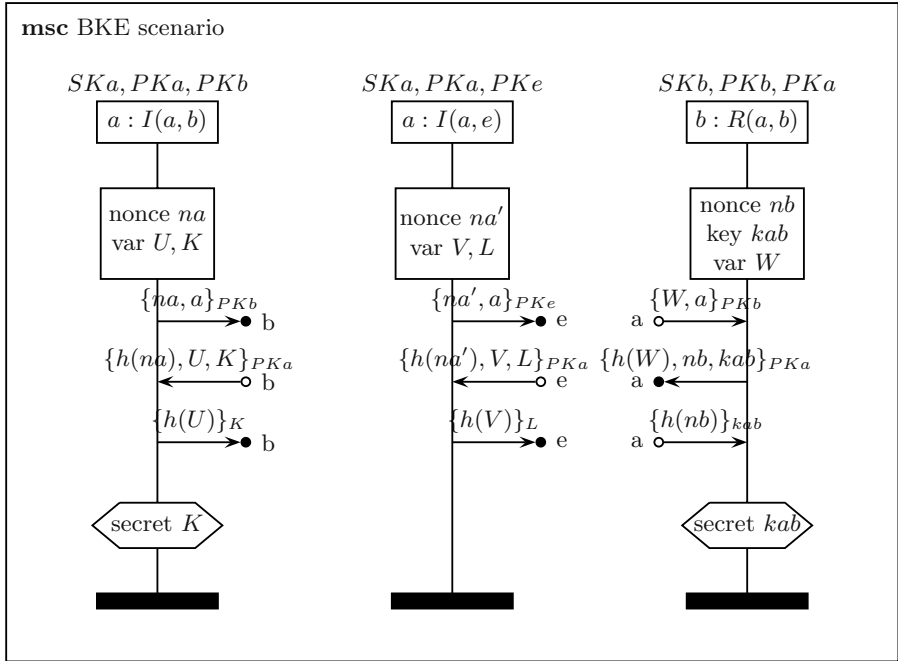 msc BKE scenario
SKa, PKa, PKb
a : I(a, b)
nonce na
var U, K
{na, a}PKb
b
{h(na), U, K}PKa
b
{h(U)}K
b
secret K
SKa, PKa, PKe
a : I(a, e)
nonce na′
var V, L
{na′, a}PKe
e
{h(na′), V, L}PKa
e
{h(V)}L
e
SKb, PKb, PKa
b : R(a, b)
nonce nb
key kab
var W
{W, a}PKb
a
{h(W), nb, kab}PKa
a
{h(nb)}kab
a
secret kab